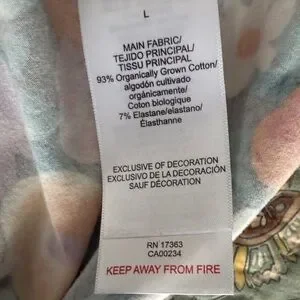 L
MAIN FABRIC/
TEJIDO PRINCIPAL/
TISSU PRINCIPAL
93% Organically Grown Cotton/
algodón cultivado
orgánicamente/
Coton biologique
7% Elastane/elastano/
Élasthanne
EXCLUSIVE OF DECORATION
EXCLUSIVO DE LA DECORACIÓN
SAUF DÉCORATION
RN 17363
CA00234
KEEP AWAY FROM FIRE